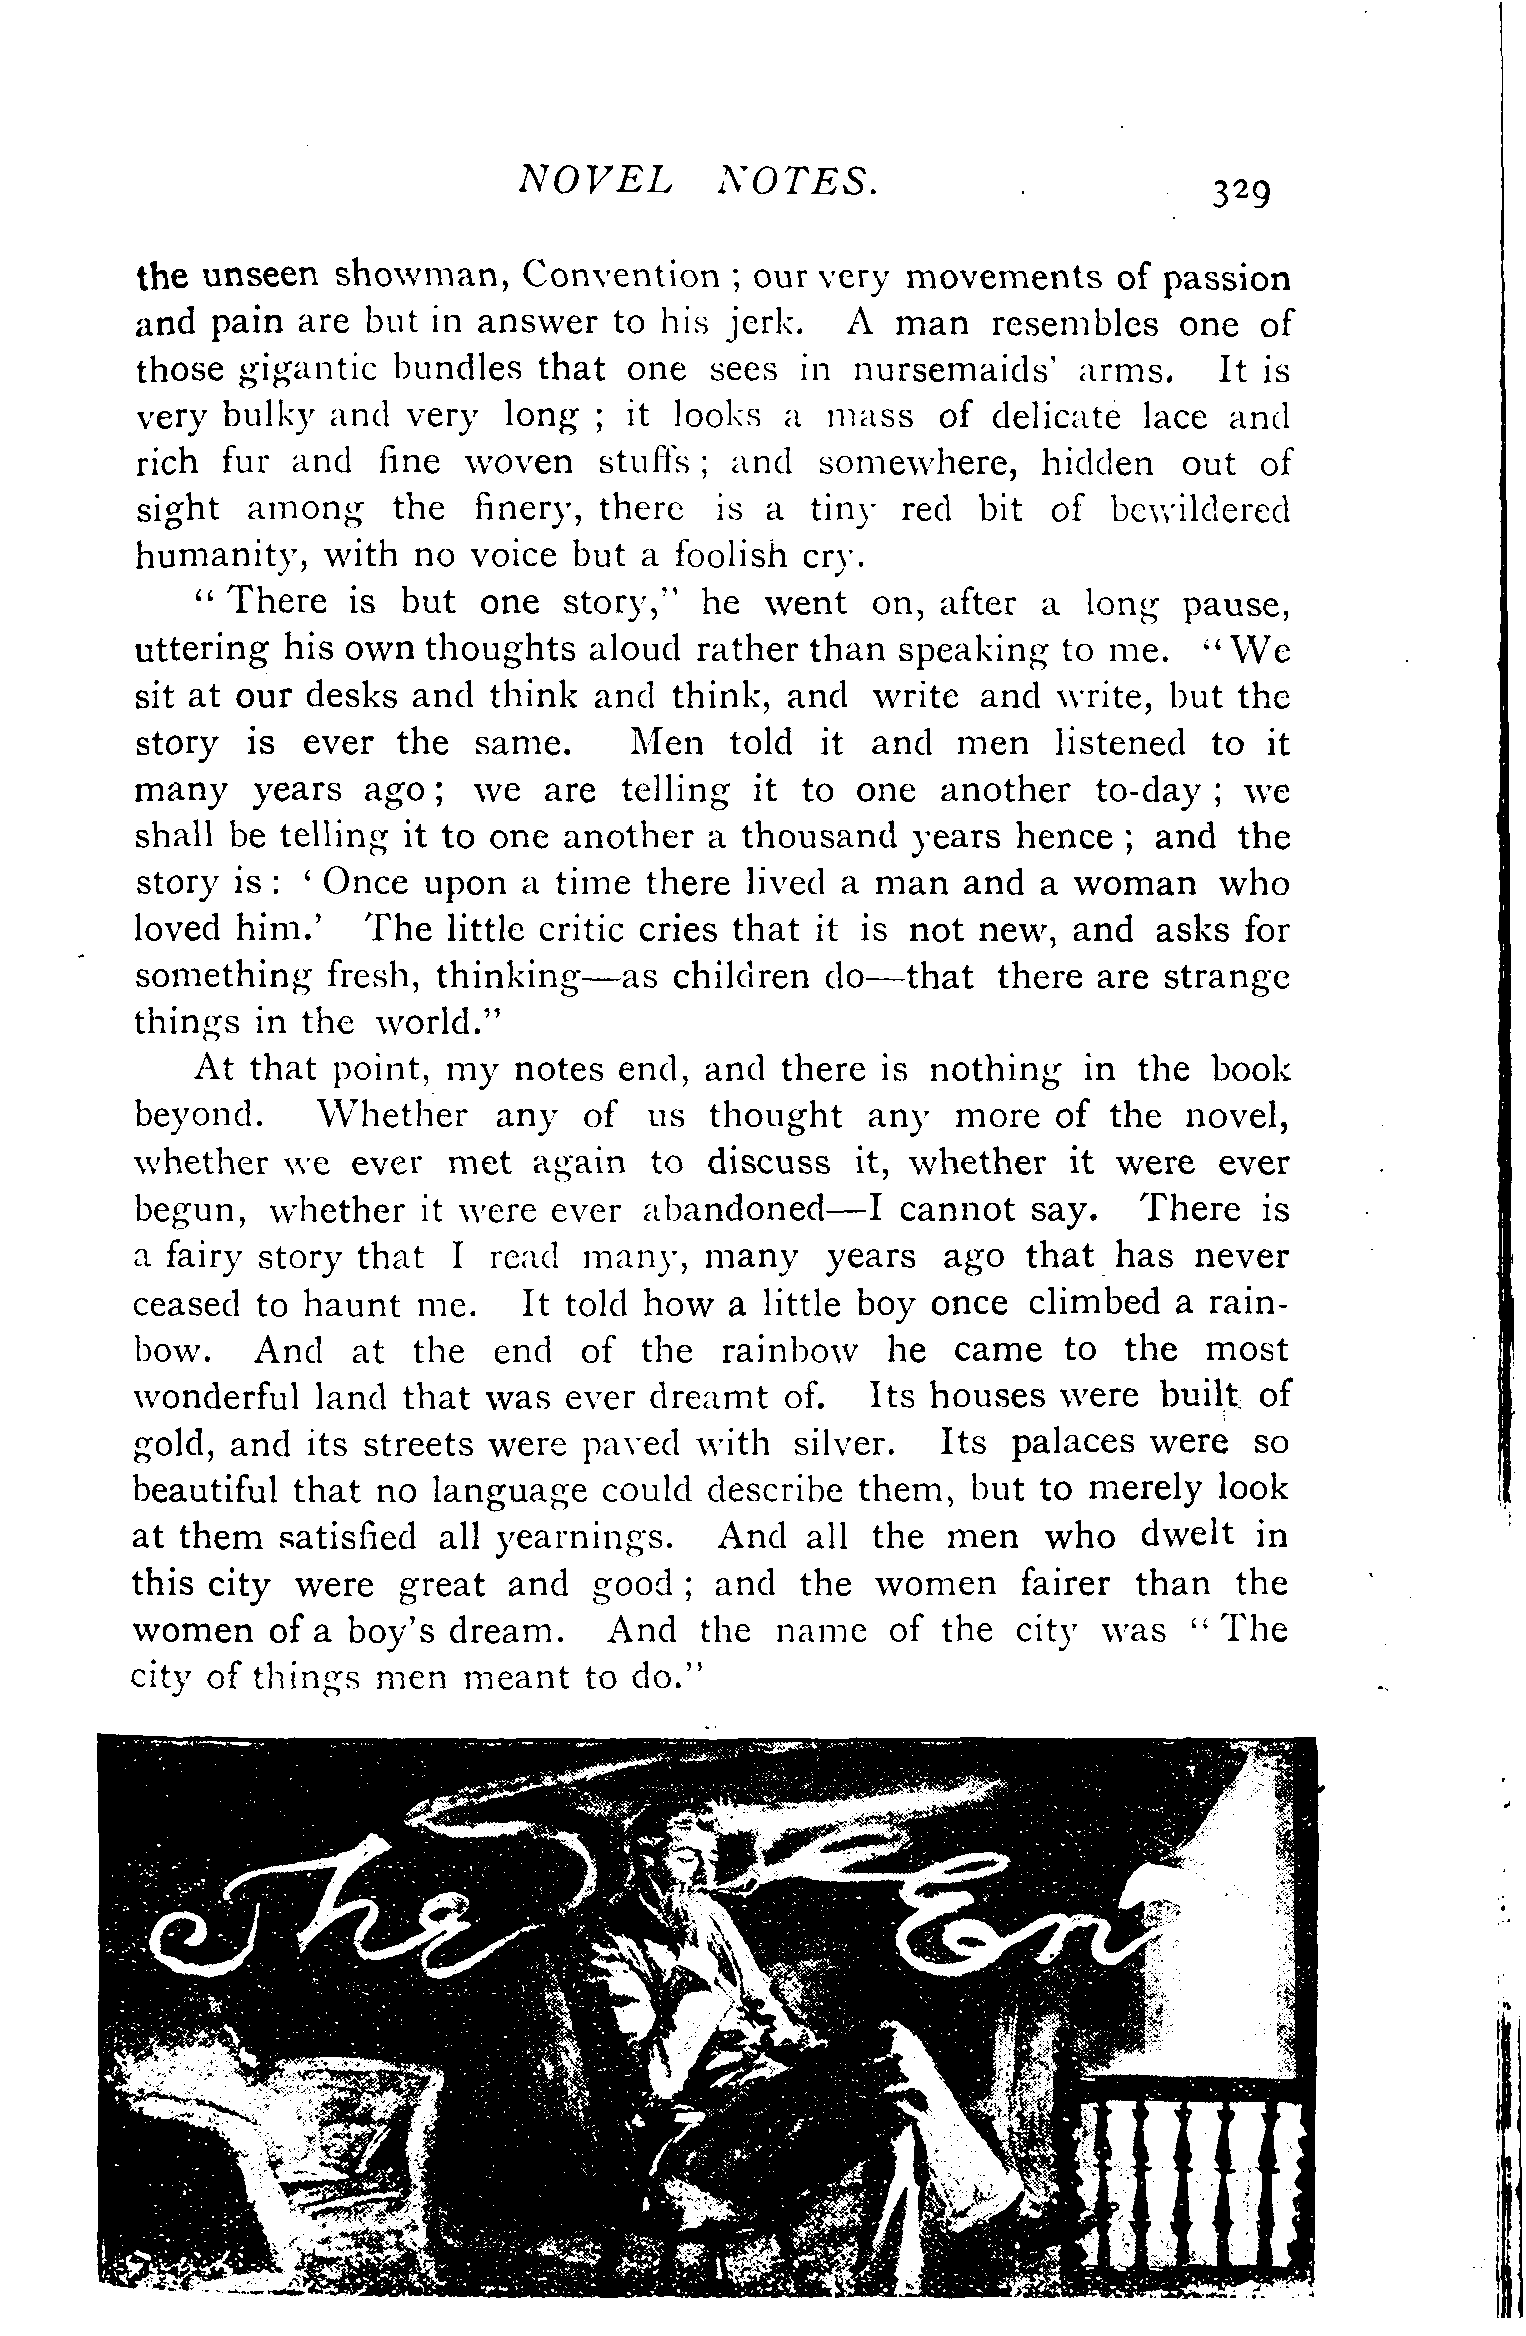 NOVEL NOTES. 329
the unseen showman, Convention ; our very movements of passion
and pain are but in answer to his jerk. A man resembles one of
those gigantic bundles that one sees in nursemaids' arms. It is
very bulky and very long ; it looks a mass of delicate lace and
rich fur and fine woven stuffs ; and somewhere, hidden out of
sight among the finery, there is a tiny red bit of bewildered
humanity, with no voice but a foolish cry.
“ There is but one story,” he went on, after a long pause,
uttering his own thoughts aloud rather than speaking to me. “ We
sit at our desks and think and think, and write and write, but the
story is ever the same. Men told it and men listened to it
many years ago ; we are telling it to one another to-day ; we
shall be telling it to one another a thousand years hence ; and the
story is : ‘ Once upon a time there lived a man and a woman who
loved him.’ The little critic cries that it is not new, and asks for
something fresh, thinking—as children do—that there are strange
things in the world.”
At that point, my notes end, and there is nothing in the book
beyond. Whether any of us thought any more of the novel,
whether we ever met again to discuss it, whether it were ever
begun, whether it were ever abandoned—I cannot say. There is
a fairy story that I read many, many years ago that has never
ceased to haunt me. It told how a little boy once climbed a rain-
bow. And at the end of the rainbow he came to the most
wonderful land that was ever dreamt of. Its houses were built of
gold, and its streets were paved with silver. Its palaces were so
beautiful that no language could describe them, but to merely look
at them satisfied all yearnings. And all the men who dwelt in
this city were great and good ; and the women fairer than the
women of a boy's dream. And the name of the city was “ The
city of things men meant to do.”
The En